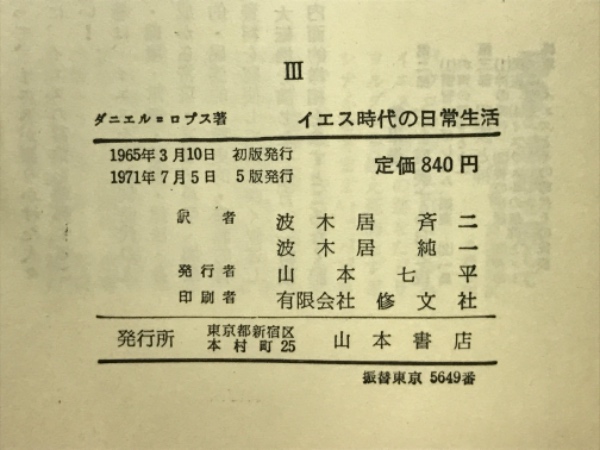 III
ダニエル=ロプス著 イエス時代の日常生活
1965年3月10日 初版発行 定価840円
1971年7月5日 5版発行
訳者 波木居斉二
波木居純一
発行者 山本七平
印刷者 有限会社 修文社
発行所 東京都新宿区本村町25 山本書店
振替東京 5649番